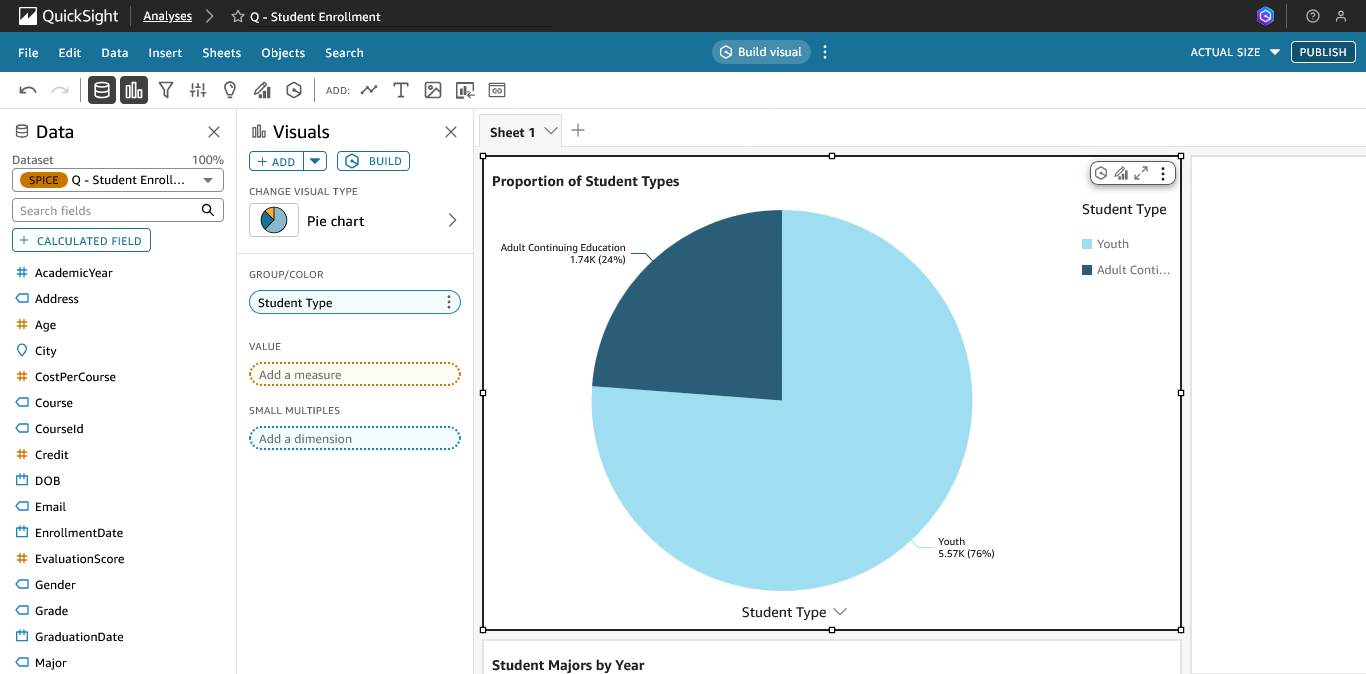 QuickSight
Analyses
Q - Student Enrollment
File
Edit
Data
Insert
Sheets
Objects
Search
Build visual
ACTUAL SIZE
PUBLISH
ADD:
Data
Dataset
100%
SPICE
Q - Student Enroll...
Search fields
+ CALCULATED FIELD
AcademicYear
Address
Age
City
CostPerCourse
Course
CourseId
Credit
DOB
Email
EnrollmentDate
EvaluationScore
Gender
Grade
GraduationDate
Major
Visuals
+ ADD
BUILD
CHANGE VISUAL TYPE
Pie chart
GROUP/COLOR
Student Type
VALUE
Add a measure
SMALL MULTIPLES
Add a dimension
Sheet 1
Proportion of Student Types
Adult Continuing Education
1.74K (24%)
Student Type
Youth
Adult Conti...
Youth
5.57K (76%)
Student Type
Student Majors by Year